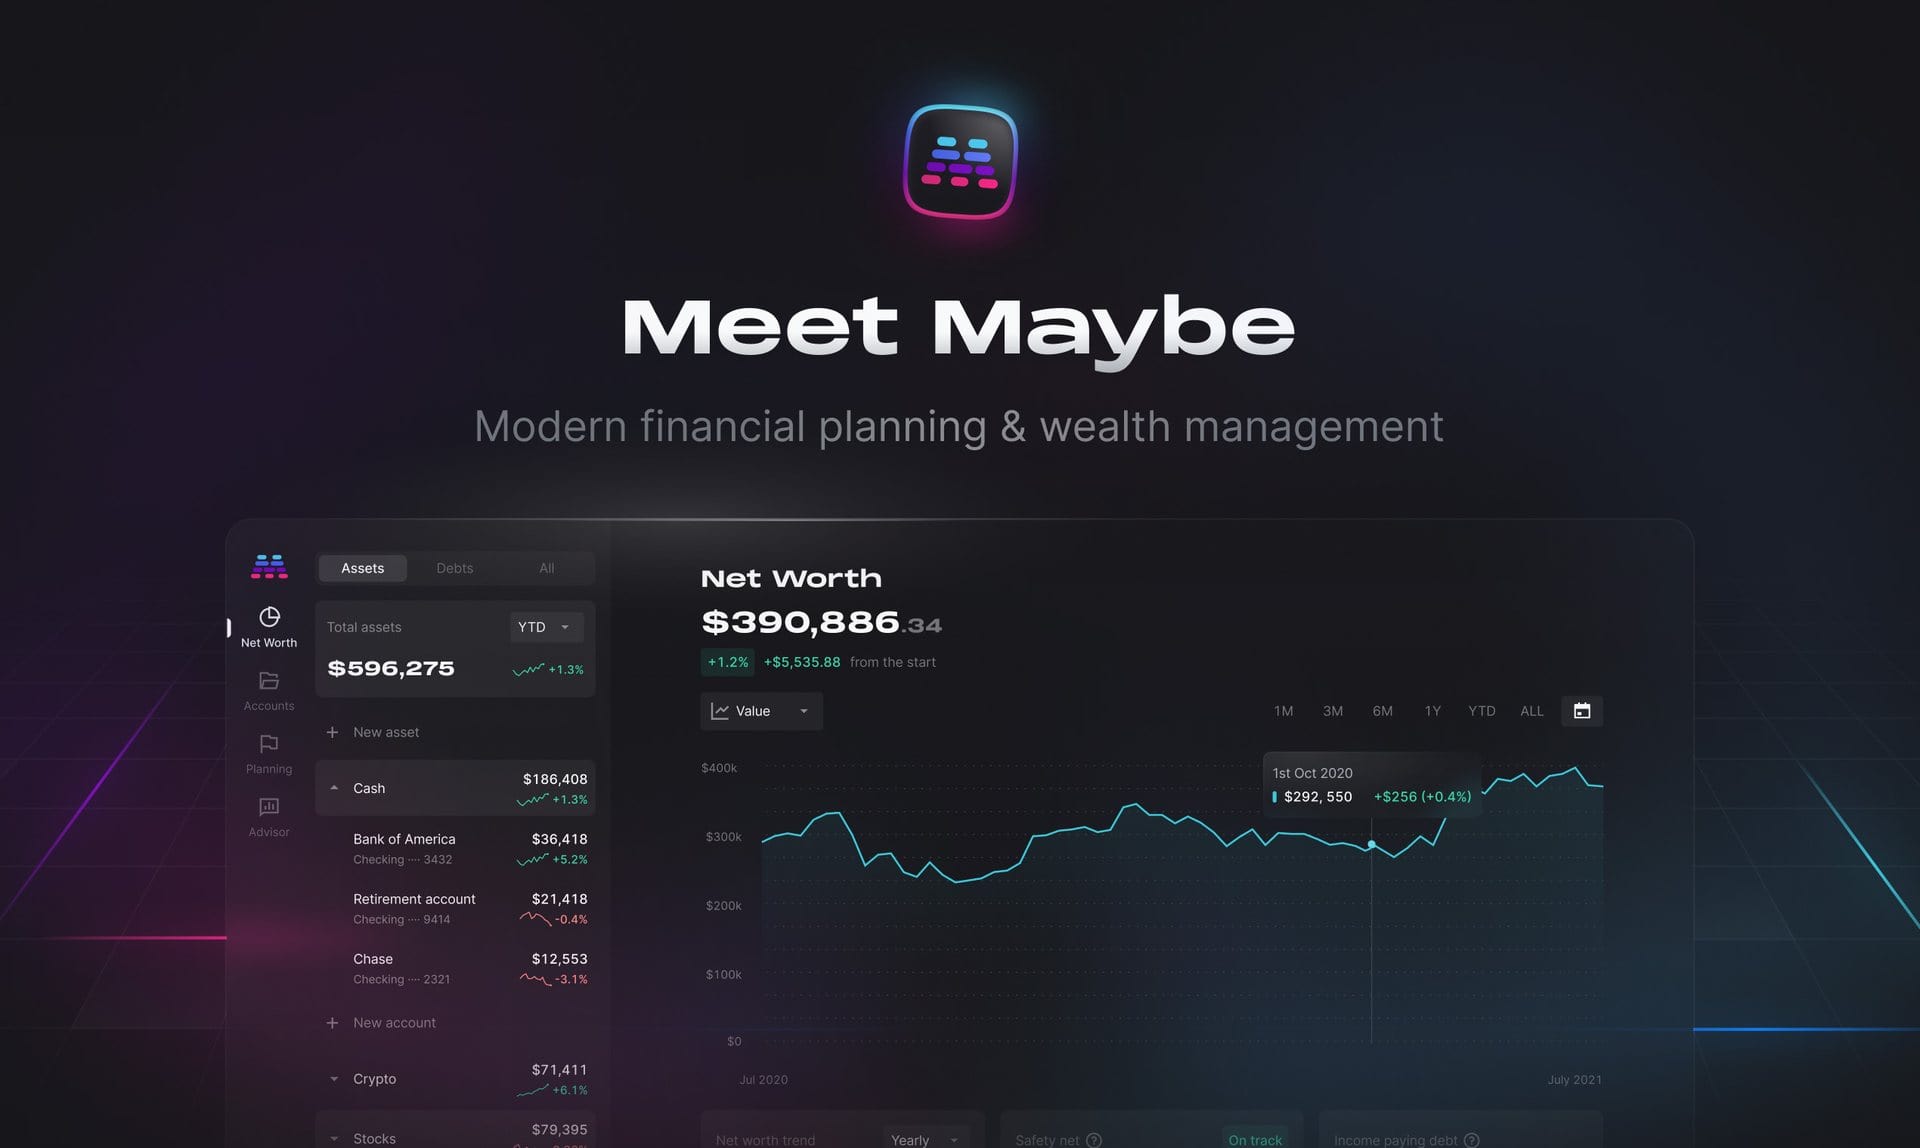 Meet Maybe
Modern financial planning & wealth management
Assets
Debts
All
Net Worth
Accounts
Planning
Advisor
Total assets
YTD
$596,275
+1.3%
New asset
Cash
$186,408
+1.3%
Bank of America
$36,418
Checking ···· 3432
+5.2%
Retirement account
$21,418
Checking ···· 9414
-0.4%
Chase
$12,553
Checking ···· 2321
-3.1%
New account
Crypto
$71,411
+6.1%
Stocks
$79,395
Net Worth
$390,886.34
+1.2% +$5,535.88 from the start
Value
1M 3M 6M 1Y YTD ALL
$400k
$300k
$200k
$100k
$0
1st Oct 2020
$292, 550 +$256 (+0.4%)
Jul 2020
July 2021
Net worth trend
Yearly
Safety net
On track
Income paying debt